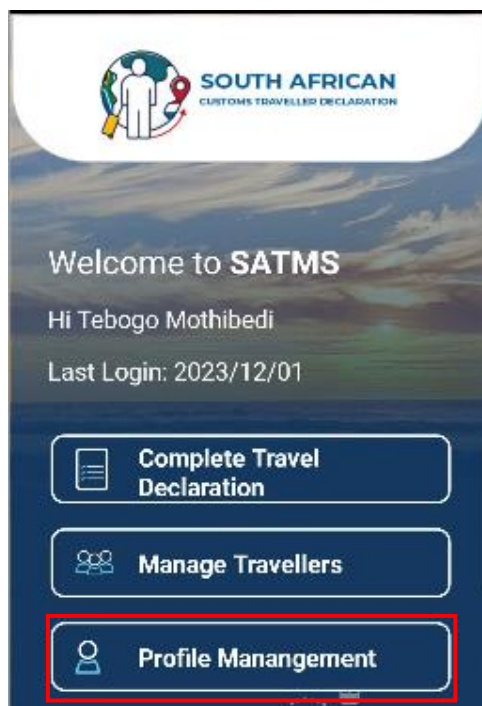 SOUTH AFRICAN
CUSTOMS TRAVELLER DECLARATION
Welcome to SATMS
Hi Tebogo Mothibedi
Last Login: 2023/12/01
Complete Travel
Declaration
Manage Travellers
Profile Manangement